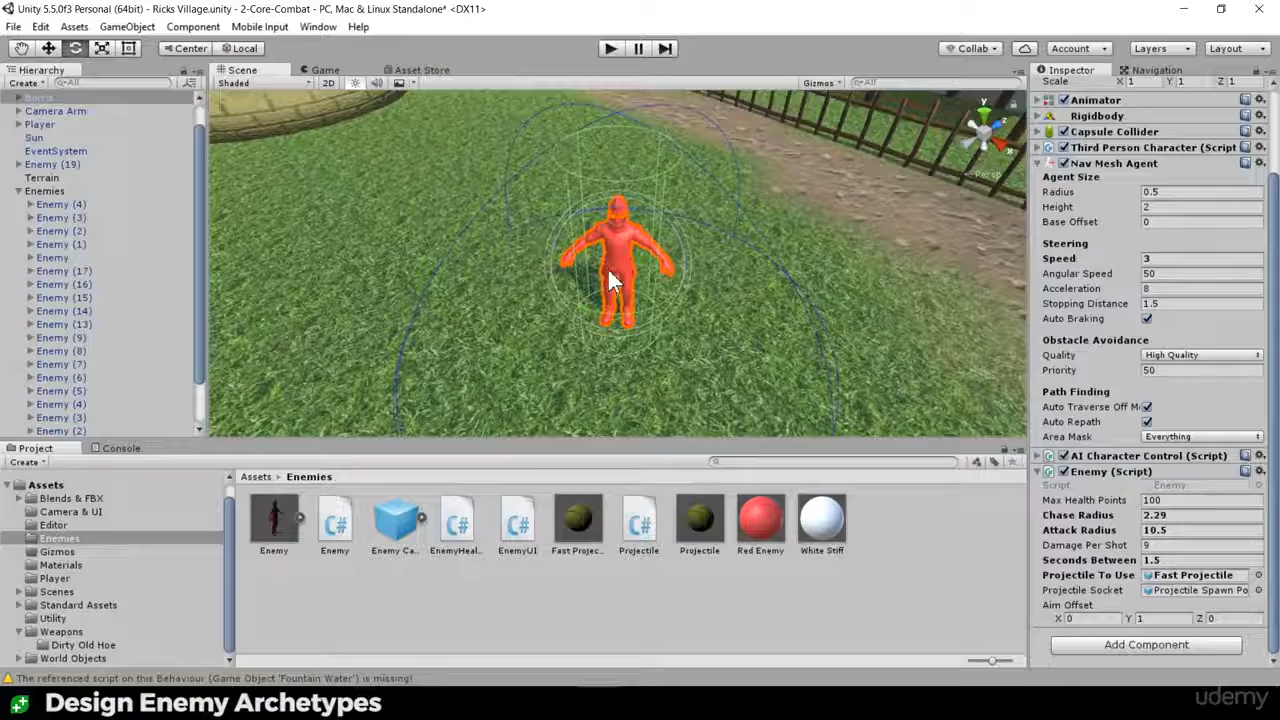 Unity 5.5.0f3 Personal (64bit) - Ricks Village.unity - 2-Core-Combat - PC, Mac & Linux Standalone* <DX11>
File Edit Assets GameObject Component Mobile Input Window Help
Center Local Collab Account Layers Layout
Hierarchy
Create All
Camera Arm
Player
Sun
EventSystem
Enemy (19)
Terrain
Enemies
Enemy (4)
Enemy (3)
Enemy (2)
Enemy (1)
Enemy
Enemy (17)
Enemy (16)
Enemy (15)
Enemy (14)
Enemy (13)
Enemy (9)
Enemy (8)
Enemy (7)
Enemy (6)
Enemy (5)
Enemy (4)
Enemy (3)
Enemy (2)
Scene Game Asset Store
Shaded 2D Gizmos All
y
z
x
Persp
Inspector Navigation
Scale X 1 Y 1 Z 1
Animator
Rigidbody
Capsule Collider
Third Person Character (Script
Nav Mesh Agent
Agent Size
Radius 0.5
Height 2
Base Offset 0
Steering
Speed 3
Angular Speed 50
Acceleration 8
Stopping Distance 1.5
Auto Braking
Obstacle Avoidance
Quality High Quality
Priority 50
Path Finding
Auto Traverse Off M
Auto Repath
Area Mask Everything
AI Character Control (Script)
Enemy (Script)
Script Enemy
Max Health Points 100
Chase Radius 2.29
Attack Radius 10.5
Damage Per Shot 9
Seconds Between 1.5
Projectile To Use Fast Projectile
Projectile Socket Projectile Spawn Po
Aim Offset
X 0 Y 1 Z 0
Add Component
Project Console
Create
Assets
Blends & FBX
Camera & UI
Editor
Enemies
Gizmos
Materials
Player
Scenes
Standard Assets
Utility
Weapons
Dirty Old Hoe
World Objects
Assets Enemies
C# C# C# C#
Enemy Enemy Enemy Ca... EnemyHeal... EnemyUI Fast Projec... Projectile Projectile Red Enemy White Stiff
The referenced script on this Behaviour (Game Object 'Fountain Water') is missing!
Design Enemy Archetypes
udemy